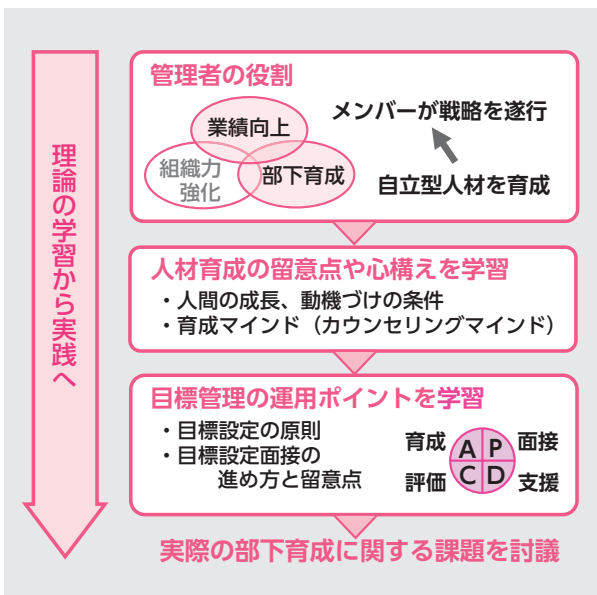 理論の学習から実践へ
管理者の役割
業績向上
組織力
強化
部下育成
メンバーが戦略を遂行
自立型人材を育成
人材育成の留意点や心構えを学習
・人間の成長、動機づけの条件
・育成マインド（カウンセリングマインド）
目標管理の運用ポイントを学習
・目標設定の原則
・目標設定面接の
進め方と留意点
育成 A P 面接
評価 C D 支援
実際の部下育成に関する課題を討議